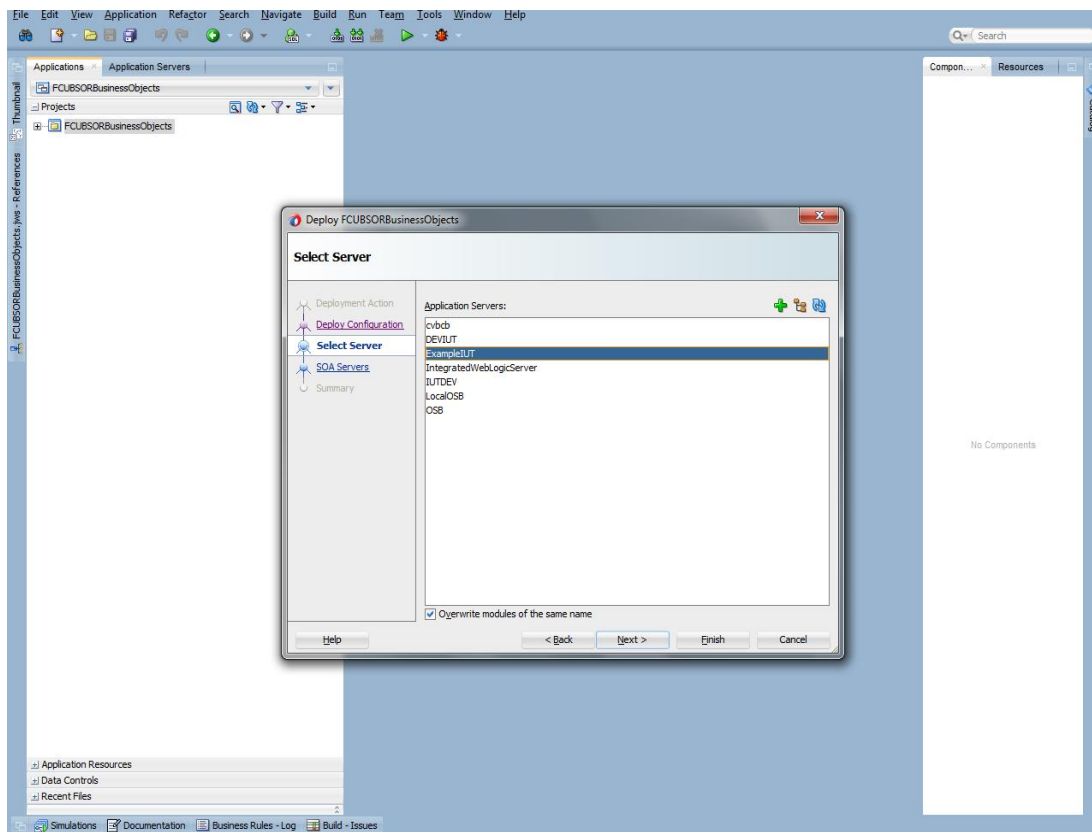 File Edit View Application Refactor Search Navigate Build Run Team Tools Window Help
Search
Applications Application Servers
FCUBSORBusinessObjects
Projects
FCUBSORBusinessObjects
Thumbnail
FCUBSORBusinessObjects.jws - References
Compon... Resources
No Components
Deploy FCUBSORBusinessObjects
Select Server
Deployment Action
Deploy Configuration
Select Server
SOA Servers
Summary
Application Servers:
cvbcb
DEVIUT
ExampleIUT
IntegratedWebLogicServer
IUTDEV
LocalOSB
OSB
Overwrite modules of the same name
Help < Back Next > Finish Cancel
Application Resources
Data Controls
Recent Files
Simulations Documentation Business Rules - Log Build - Issues